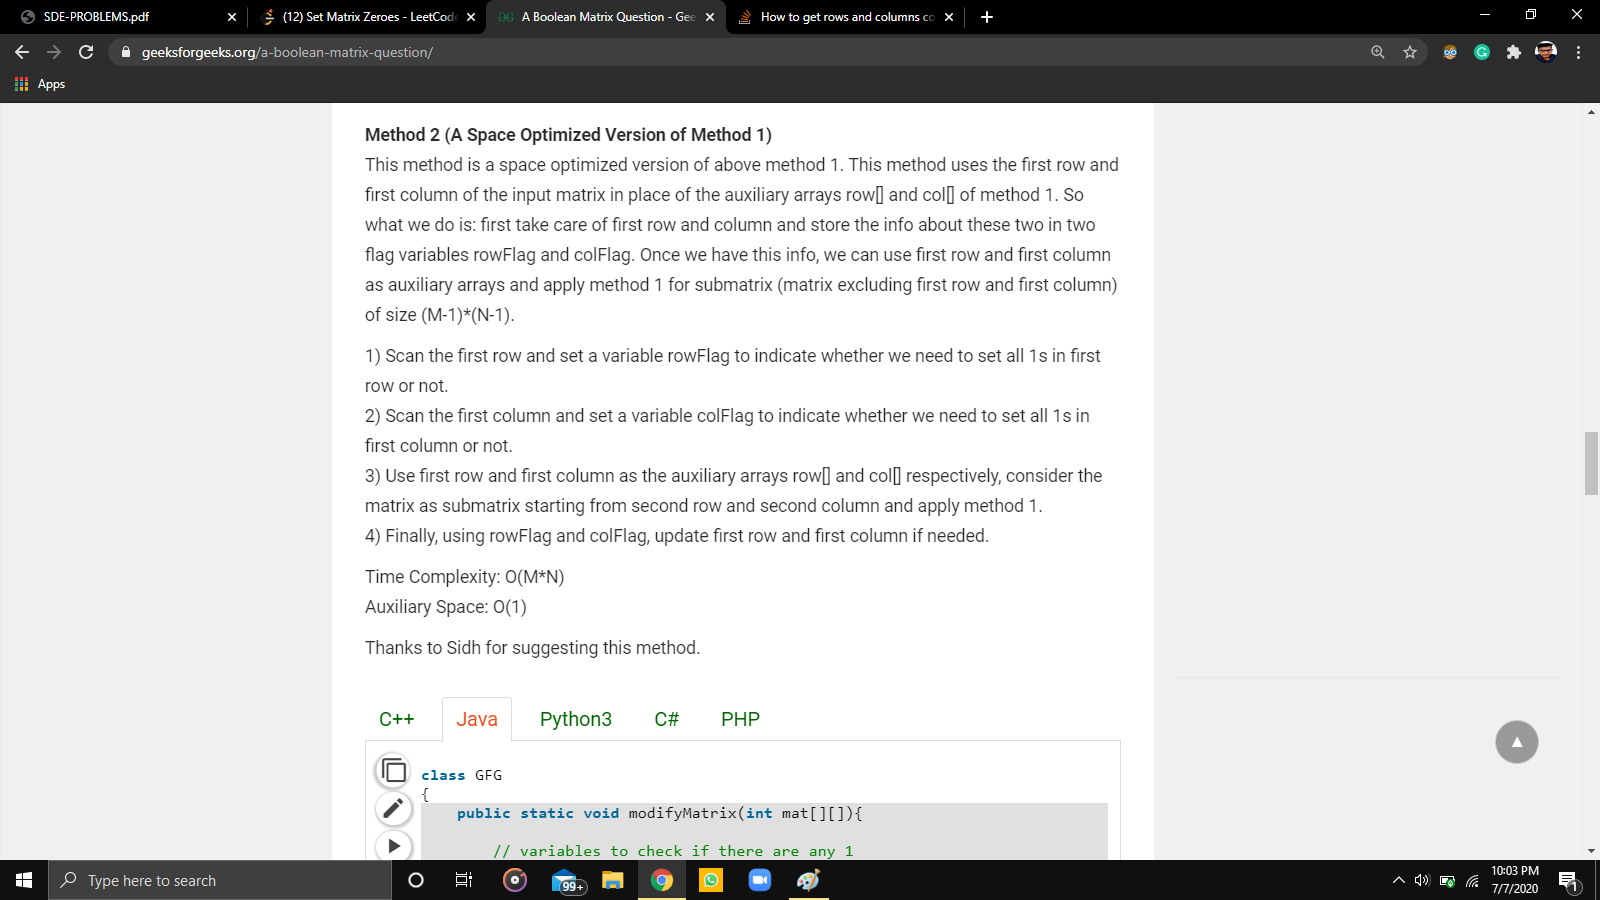 SDE-PROBLEMS.pdf
(12) Set Matrix Zeroes - LeetCode
A Boolean Matrix Question - Gee
How to get rows and columns co
geeksforgeeks.org/a-boolean-matrix-question/
Apps
Method 2 (A Space Optimized Version of Method 1)
This method is a space optimized version of above method 1. This method uses the first row and
first column of the input matrix in place of the auxiliary arrays row[] and col[] of method 1. So
what we do is: first take care of first row and column and store the info about these two in two
flag variables rowFlag and colFlag. Once we have this info, we can use first row and first column
as auxiliary arrays and apply method 1 for submatrix (matrix excluding first row and first column)
of size (M-1)*(N-1).
1) Scan the first row and set a variable rowFlag to indicate whether we need to set all 1s in first
row or not.
2) Scan the first column and set a variable colFlag to indicate whether we need to set all 1s in
first column or not.
3) Use first row and first column as the auxiliary arrays row[] and col[] respectively, consider the
matrix as submatrix starting from second row and second column and apply method 1.
4) Finally, using rowFlag and colFlag, update first row and first column if needed.
Time Complexity: O(M*N)
Auxiliary Space: O(1)
Thanks to Sidh for suggesting this method.
C++ Java Python3 C# PHP
class GFG
{
public static void modifyMatrix(int mat[][]){
// variables to check if there are any 1
Type here to search
99+
10:03 PM
7/7/2020
1